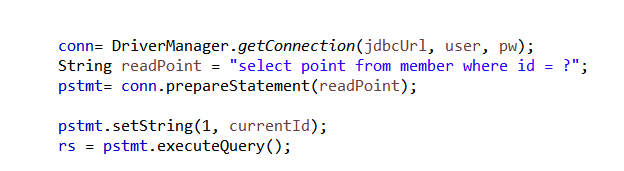 conn= DriverManager.getConnection(jdbcUrl, user, pw);
String readPoint = "select point from member where id = ?";
pstmt= conn.prepareStatement(readPoint);
pstmt.setString(1, currentId);
rs = pstmt.executeQuery();